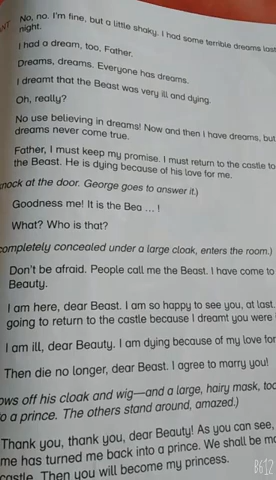 ANT No, no. I'm fine, but a little shaky. I had some terrible dreams last
night.
I had a dream, too, Father.
Dreams, dreams. Everyone has dreams.
I dreamt that the Beast was very ill and dying.
Oh, really?
No use believing in dreams! Now and then I have dreams, but
dreams never come true.
Father, I must keep my promise. I must return to the castle to
the Beast. He is dying because of his love for me.
knock at the door. George goes to answer it.)
Goodness me! It is the Bea ... !
What? Who is that?
completely concealed under a large cloak, enters the room.)
Don't be afraid. People call me the Beast. I have come to
Beauty.
I am here, dear Beast. I am so happy to see you, at last.
going to return to the castle because I dreamt you were
I am ill, dear Beauty. I am dying because of my love for
Then die no longer, dear Beast. I agree to marry you!
ows off his cloak and wig—and a large, hairy mask, too
o a prince. The others stand around, amazed.)
Thank you, thank you, dear Beauty! As you can see,
me has turned me back into a prince. We shall be
castle. Then you will become my princess.
B612